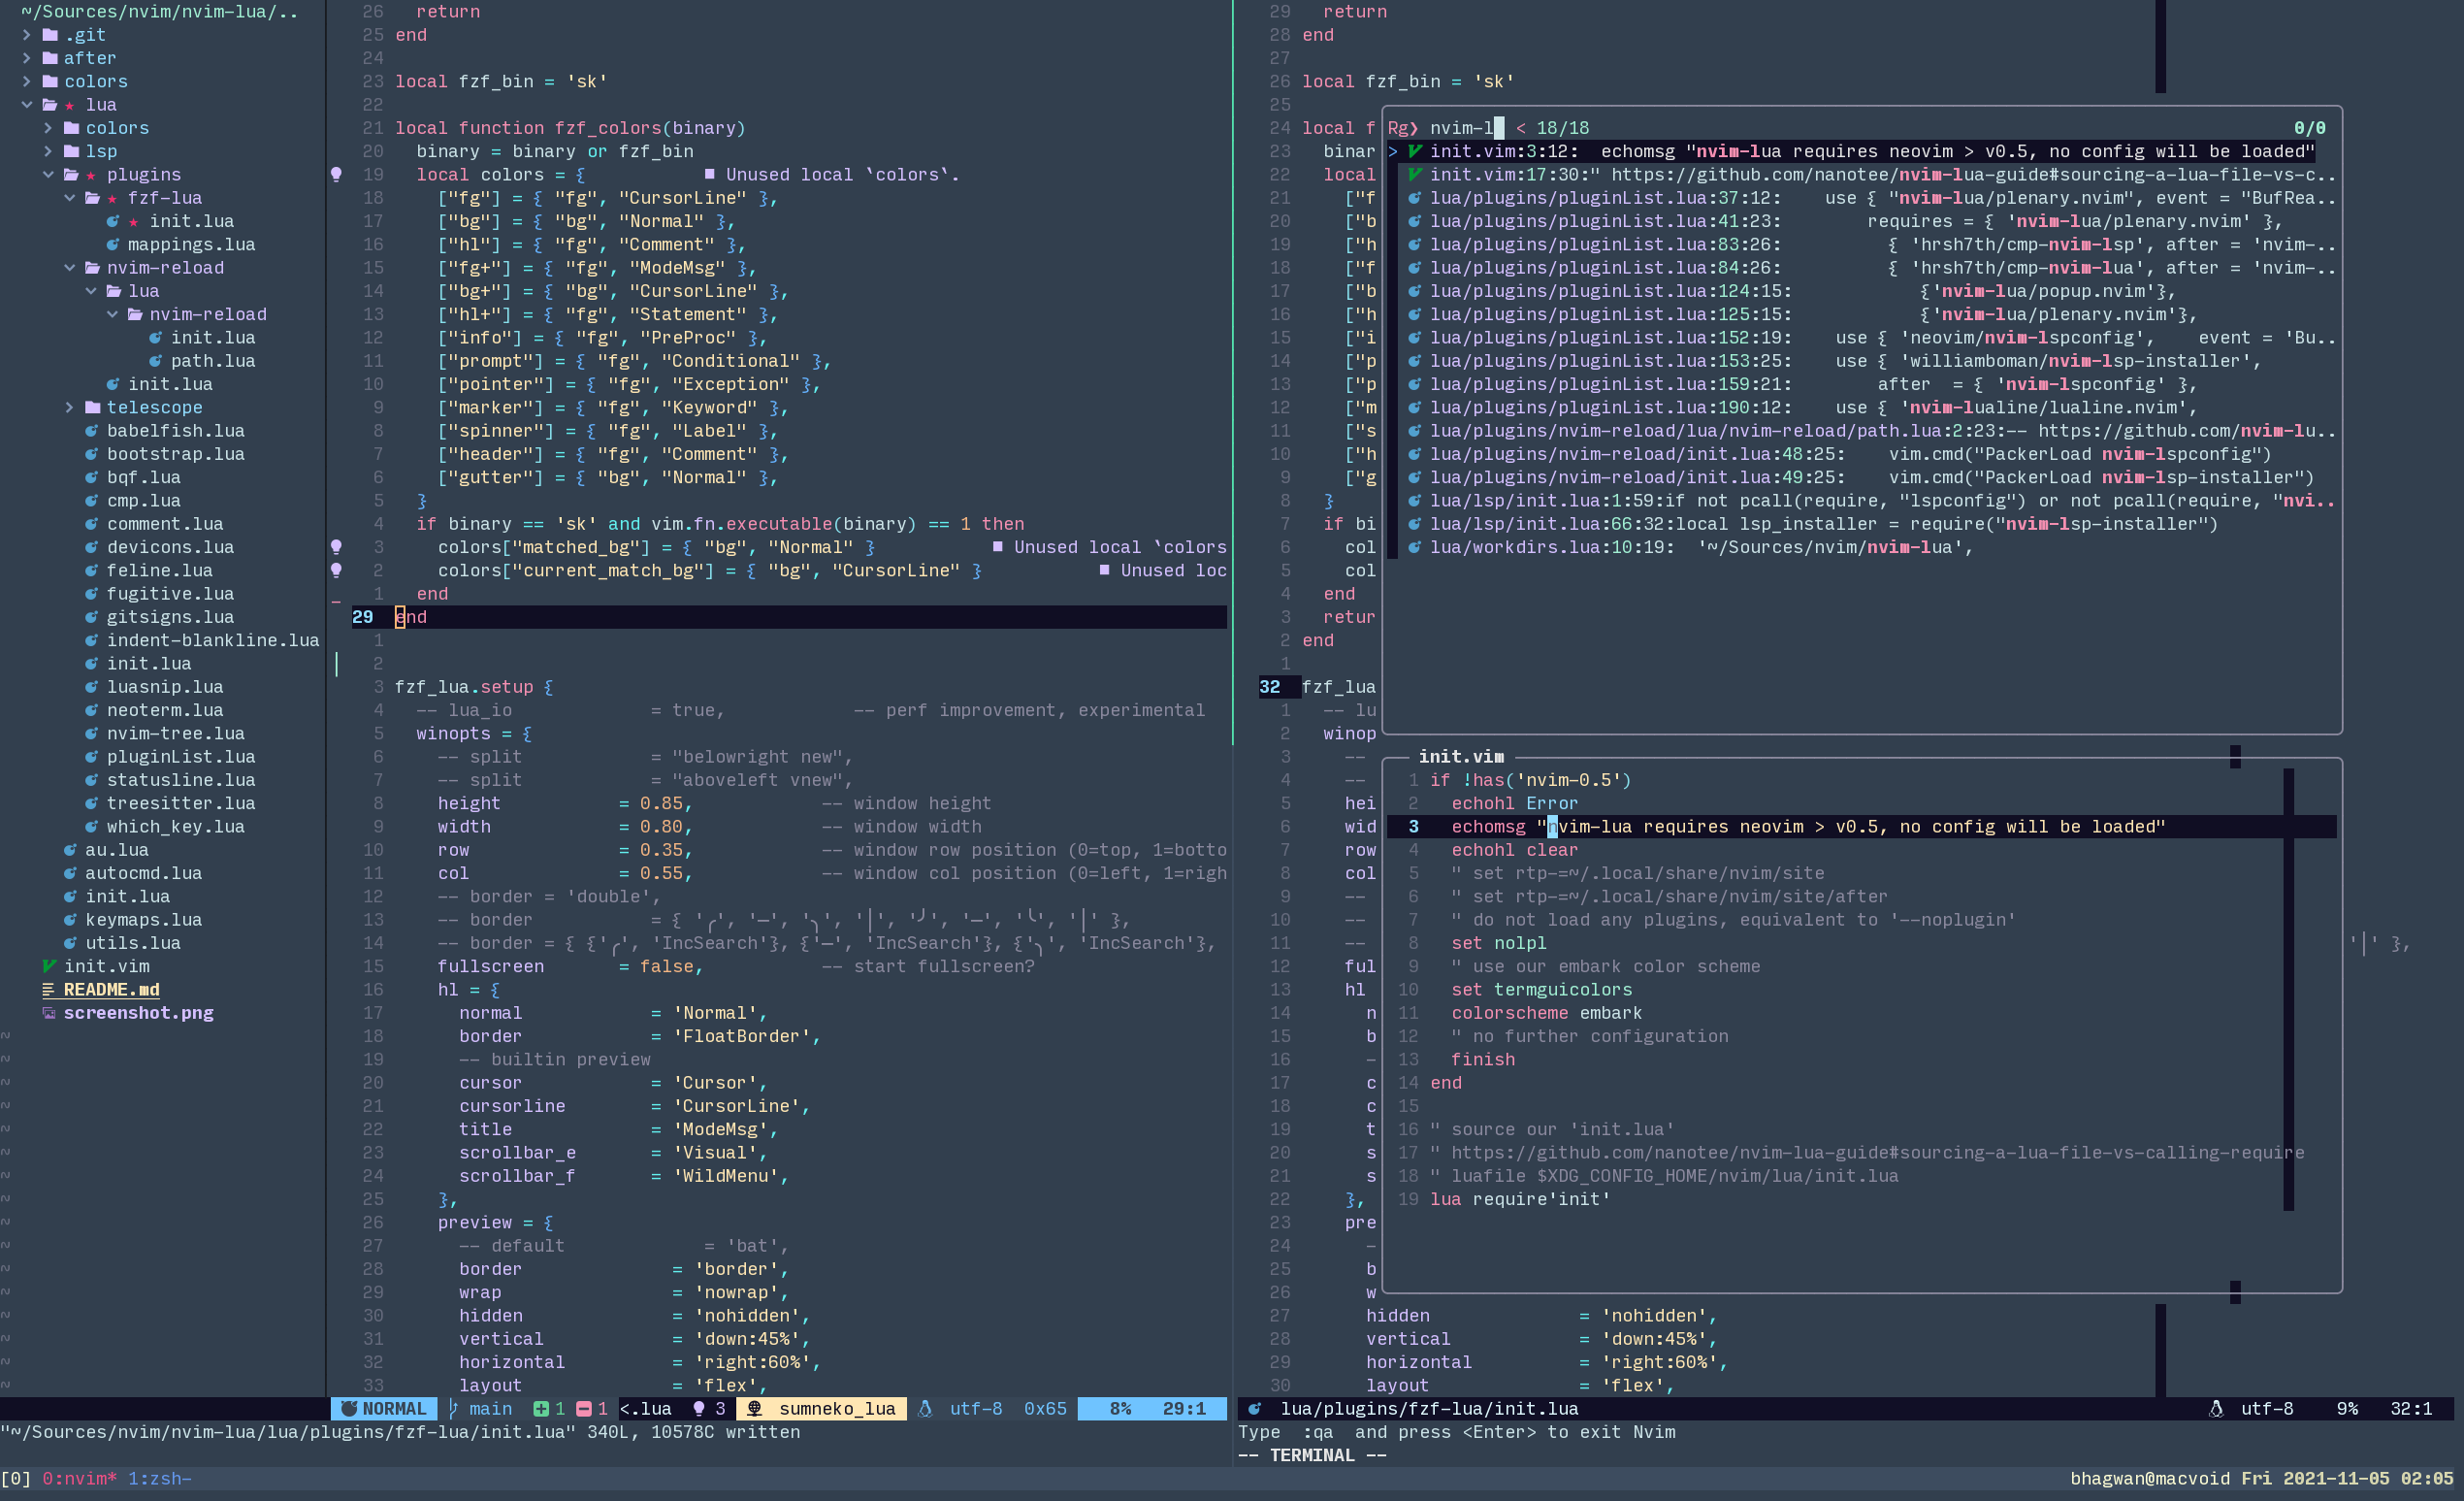 ~/Sources/nvim/nvim-lua/..
.git
after
colors
lua
colors
lsp
plugins
fzf-lua
init.lua
mappings.lua
nvim-reload
lua
nvim-reload
init.lua
path.lua
init.lua
telescope
babelfish.lua
bootstrap.lua
bqf.lua
cmp.lua
comment.lua
devicons.lua
feline.lua
fugitive.lua
gitsigns.lua
indent-blankline.lua
init.lua
luasnip.lua
neoterm.lua
nvim-tree.lua
pluginList.lua
statusline.lua
treesitter.lua
which_key.lua
au.lua
autocmd.lua
init.lua
keymaps.lua
utils.lua
init.vim
README.md
screenshot.png
26   return
25 end
24
23 local fzf_bin = 'sk'
22
21 local function fzf_colors(binary)
20   binary = binary or fzf_bin
19   local colors = {           ■ Unused local `colors`.
18     ["fg"] = { "fg", "CursorLine" },
17     ["bg"] = { "bg", "Normal" },
16     ["hl"] = { "fg", "Comment" },
15     ["fg+"] = { "fg", "ModeMsg" },
14     ["bg+"] = { "bg", "CursorLine" },
13     ["hl+"] = { "fg", "Statement" },
12     ["info"] = { "fg", "PreProc" },
11     ["prompt"] = { "fg", "Conditional" },
10     ["pointer"] = { "fg", "Exception" },
9     ["marker"] = { "fg", "Keyword" },
8     ["spinner"] = { "fg", "Label" },
7     ["header"] = { "fg", "Comment" },
6     ["gutter"] = { "bg", "Normal" },
5   }
4   if binary == 'sk' and vim.fn.executable(binary) == 1 then
3     colors["matched_bg"] = { "bg", "Normal" }           ■ Unused local `colors
2     colors["current_match_bg"] = { "bg", "CursorLine" }           ■ Unused loc
1   end
29 end
1
2
3 fzf_lua.setup {
4   -- lua_io             = true,            -- perf improvement, experimental
5   winopts = {
6     -- split            = "belowright new",
7     -- split            = "aboveleft vnew",
8     height           = 0.85,            -- window height
9     width            = 0.80,            -- window width
10     row              = 0.35,            -- window row position (0=top, 1=botto
11     col              = 0.55,            -- window col position (0=left, 1=righ
12     -- border = 'double',
13     -- border           = { '╭', '─', '╮', '│', '╯', '─', '╰', '│' },
14     -- border = { {'╭', 'IncSearch'}, {'─', 'IncSearch'}, {'╮', 'IncSearch'},
15     fullscreen       = false,           -- start fullscreen?
16     hl = {
17       normal            = 'Normal',
18       border            = 'FloatBorder',
19       -- builtin preview
20       cursor            = 'Cursor',
21       cursorline        = 'CursorLine',
22       title             = 'ModeMsg',
23       scrollbar_e       = 'Visual',
24       scrollbar_f       = 'WildMenu',
25     },
26     preview = {
27       -- default             = 'bat',
28       border              = 'border',
29       wrap                = 'nowrap',
30       hidden              = 'nohidden',
31       vertical            = 'down:45%',
32       horizontal          = 'right:60%',
33       layout              = 'flex',
NORMAL main 1 1 <.lua 3 sumneko_lua utf-8 0x65 8% 29:1
"~/Sources/nvim/nvim-lua/lua/plugins/fzf-lua/init.lua" 340L, 10578C written
29   return
28 end
27
26 local fzf_bin = 'sk'
25
24 local f
23   binar
22   local
21     ["f
20     ["b
19     ["h
18     ["f
17     ["b
16     ["h
15     ["i
14     ["p
13     ["p
12     ["m
11     ["s
10     ["h
9     ["g
8   }
7   if bi
6     col
5     col
4   end
3   retur
2 end
1
32 fzf_lua
1   -- lu
2   winop
3     --
4     --
5     hei
6     wid
7     row
8     col
9     --
10     --
11     --                                        '│' },
12     ful
13     hl
14       n
15       b
16       -
17       c
18       c
19       t
20       s
21       s
22     },
23     pre
24       -
25       b
26       w
27       hidden              = 'nohidden',
28       vertical            = 'down:45%',
29       horizontal          = 'right:60%',
30       layout              = 'flex',
Rg❯ nvim-l < 18/18 0/0
> init.vim:3:12:  echomsg "nvim-lua requires neovim > v0.5, no config will be loaded"
init.vim:17:30:" https://github.com/nanotee/nvim-lua-guide#sourcing-a-lua-file-vs-c..
lua/plugins/pluginList.lua:37:12:    use { "nvim-lua/plenary.nvim", event = "BufRea..
lua/plugins/pluginList.lua:41:23:        requires = { 'nvim-lua/plenary.nvim' },
lua/plugins/pluginList.lua:83:26:          { 'hrsh7th/cmp-nvim-lsp', after = 'nvim-..
lua/plugins/pluginList.lua:84:26:          { 'hrsh7th/cmp-nvim-lua', after = 'nvim-..
lua/plugins/pluginList.lua:124:15:            {'nvim-lua/popup.nvim'},
lua/plugins/pluginList.lua:125:15:            {'nvim-lua/plenary.nvim'},
lua/plugins/pluginList.lua:152:19:    use { 'neovim/nvim-lspconfig',    event = 'Bu..
lua/plugins/pluginList.lua:153:25:    use { 'williamboman/nvim-lsp-installer',
lua/plugins/pluginList.lua:159:21:        after  = { 'nvim-lspconfig' },
lua/plugins/pluginList.lua:190:12:    use { 'nvim-lualine/lualine.nvim',
lua/plugins/nvim-reload/lua/nvim-reload/path.lua:2:23:-- https://github.com/nvim-lu..
lua/plugins/nvim-reload/init.lua:48:25:    vim.cmd("PackerLoad nvim-lspconfig")
lua/plugins/nvim-reload/init.lua:49:25:    vim.cmd("PackerLoad nvim-lsp-installer")
lua/lsp/init.lua:1:59:if not pcall(require, "lspconfig") or not pcall(require, "nvi..
lua/lsp/init.lua:66:32:local lsp_installer = require("nvim-lsp-installer")
lua/workdirs.lua:10:19:  '~/Sources/nvim/nvim-lua',
init.vim
1 if !has('nvim-0.5')
2   echohl Error
3   echomsg "nvim-lua requires neovim > v0.5, no config will be loaded"
4   echohl clear
5   " set rtp-=~/.local/share/nvim/site
6   " set rtp-=~/.local/share/nvim/site/after
7   " do not load any plugins, equivalent to '--noplugin'
8   set nolpl
9   " use our embark color scheme
10   set termguicolors
11   colorscheme embark
12   " no further configuration
13   finish
14 end
15
16 " source our 'init.lua'
17   " https://github.com/nanotee/nvim-lua-guide#sourcing-a-lua-file-vs-calling-require
18   " luafile $XDG_CONFIG_HOME/nvim/lua/init.lua
19 lua require'init'
lua/plugins/fzf-lua/init.lua utf-8 9% 32:1
Type  :qa  and press <Enter> to exit Nvim
-- TERMINAL --
[0] 0:nvim* 1:zsh- bhagwan@macvoid Fri 2021-11-05 02:05